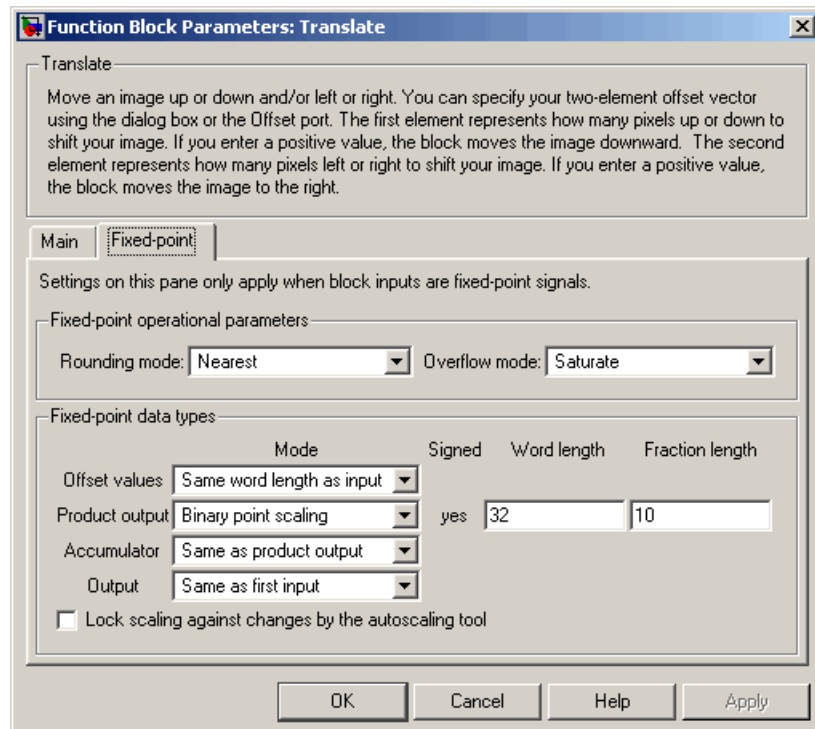 Function Block Parameters: Translate
Translate
Move an image up or down and/or left or right. You can specify your two-element offset vector
using the dialog box or the Offset port. The first element represents how many pixels up or down to
shift your image. If you enter a positive value, the block moves the image downward.  The second
element represents how many pixels left or right to shift your image. If you enter a positive value,
the block moves the image to the right.
Main Fixed-point
Settings on this pane only apply when block inputs are fixed-point signals.
Fixed-point operational parameters
Rounding mode: Nearest Overflow mode: Saturate
Fixed-point data types
Mode Signed Word length Fraction length
Offset values Same word length as input
Product output Binary point scaling yes 32 10
Accumulator Same as product output
Output Same as first input
Lock scaling against changes by the autoscaling tool
OK Cancel Help Apply